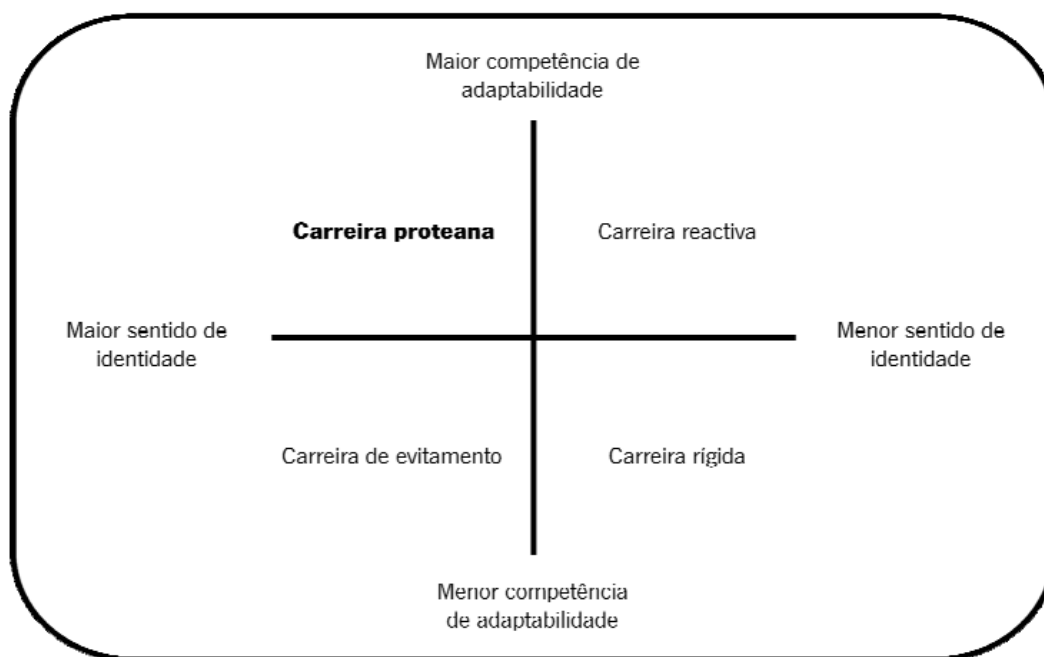 Maior competência de
adaptabilidade
Carreira proteana
Carreira reactiva
Maior sentido de
identidade
Menor sentido de
identidade
Carreira de evitamento
Carreira rígida
Menor competência
de adaptabilidade